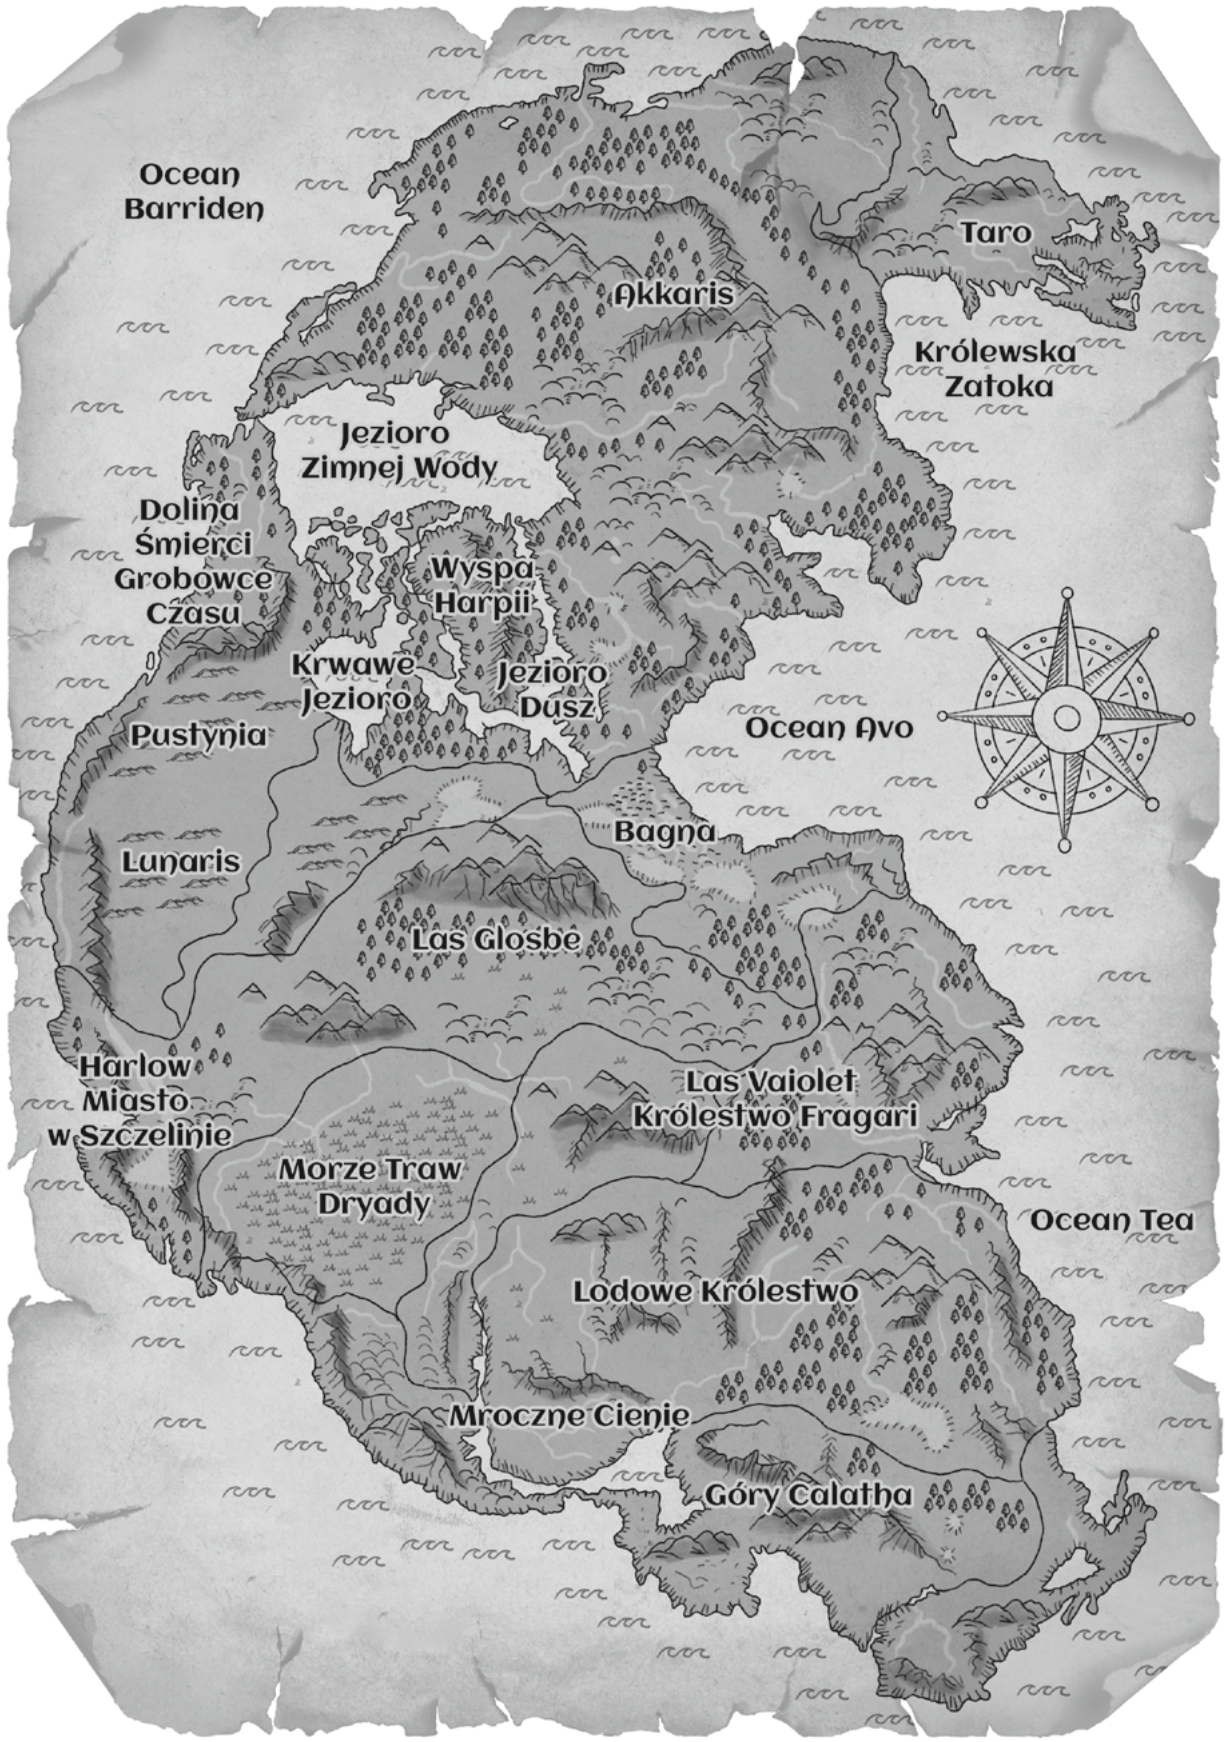 Ocean
Barriden
Taro
Akkaris
Królewska
Zatoka
Jezioro
Zimnej Wody
Dolina
Śmierci
Grobowce
Czasu
Wyspa
Harpii
Krwawe
Jezioro
Jezioro
Dusz
Pustynia
Ocean Avo
Bagna
Lunaris
Las Glosbe
Harlow
Miasto
w Szczelinie
Las Vaiolet
Królestwo Fragari
Morze Traw
Dryady
Ocean Tea
Lodowe Królestwo
Mroczne Cienie
Góry Calatha